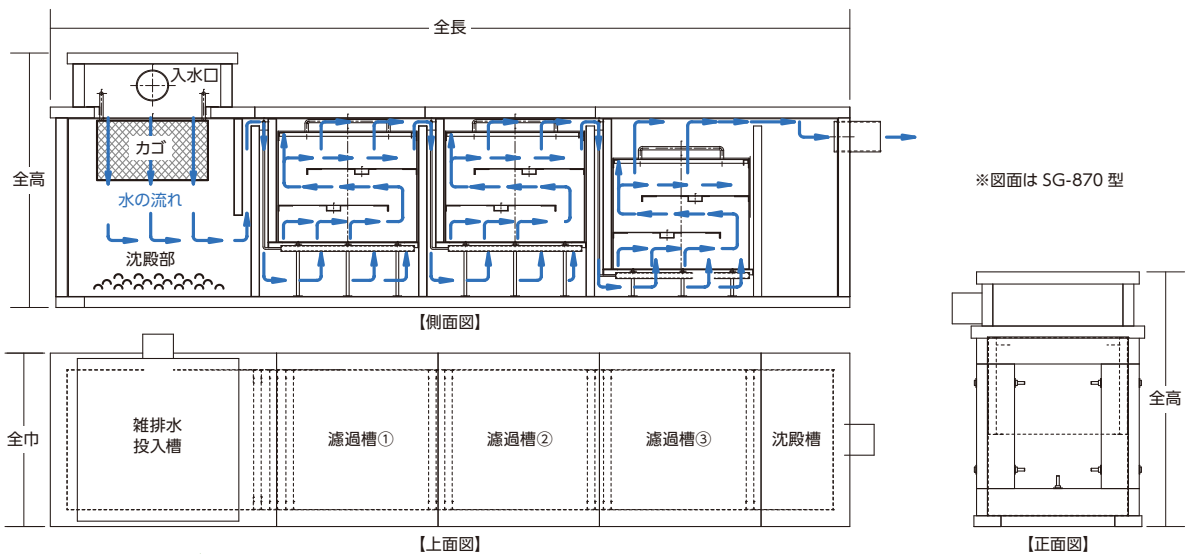 全長
入水口
カゴ
全高
水の流れ
沈殿部
※図面は SG-870 型
【側面図】
全巾
雑排水
投入槽
濾過槽①
濾過槽②
濾過槽③
沈殿槽
全高
【上面図】
【正面図】